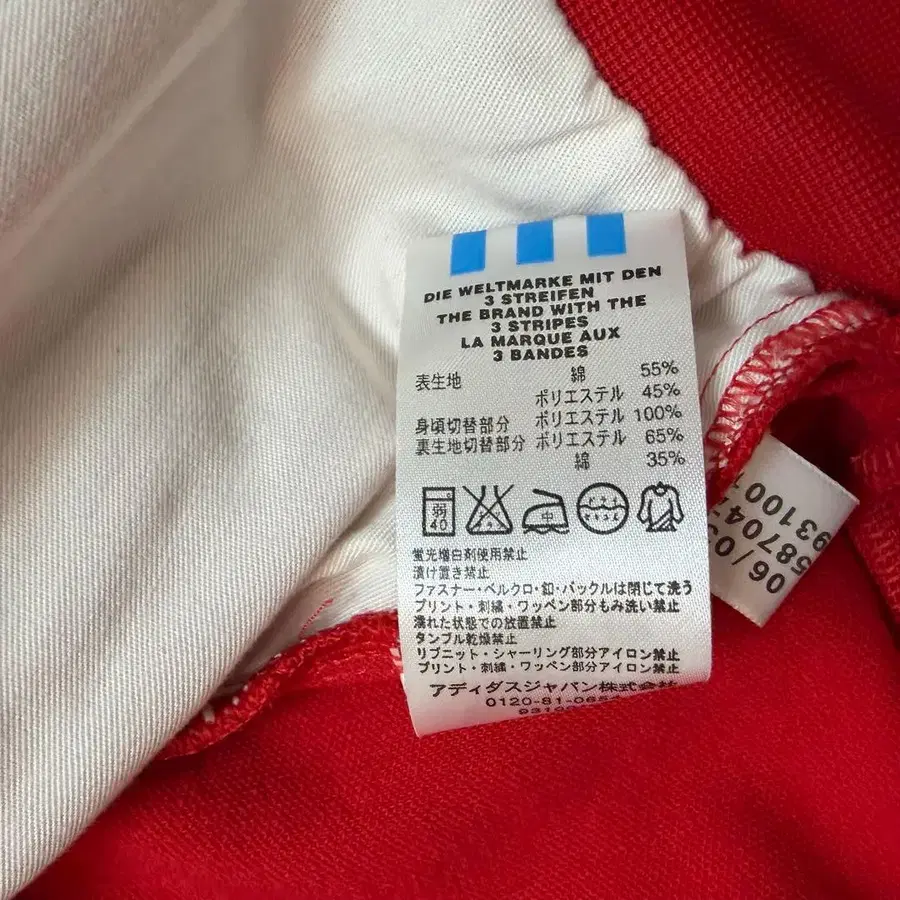 DIE WELTMARKE MIT DEN
3 STREIFEN
THE BRAND WITH THE
3 STRIPES
LA MARQUE AUX
3 BANDES
表生地 綿 55%
ポリエステル 45%
身頃切替部分 ポリエステル 100%
裏生地切替部分 ポリエステル 65%
綿 35%
弱
40
中
蛍光増白剤使用禁止
漬け置き禁止
ファスナー・ベルクロ・釦・バックルは閉じて洗う
プリント・刺繍・ワッペン部分もみ洗い禁止
濡れた状態での放置禁止
タンブル乾燥禁止
リブニット・シャーリング部分アイロン禁止
プリント・刺繍・ワッペン部分アイロン禁止
アディダスジャパン株式会社
0120-81-065
06/0
58704
93100